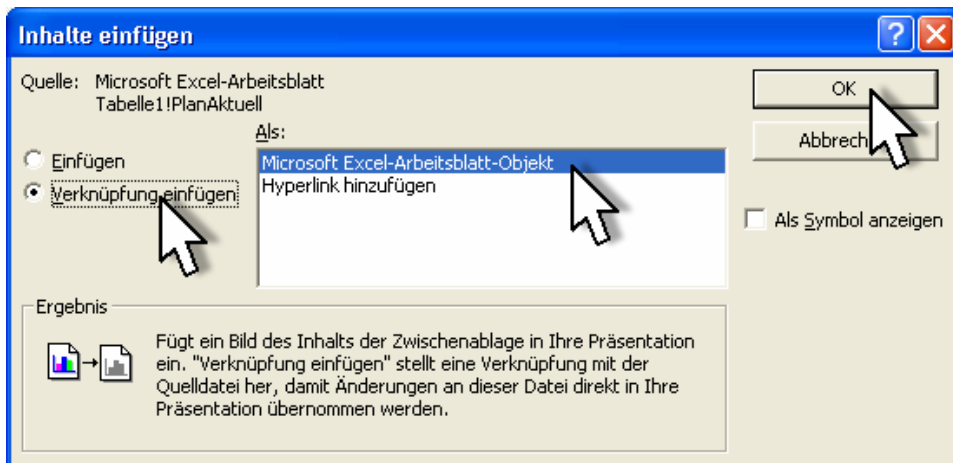 Inhalte einfügen
Quelle: Microsoft Excel-Arbeitsblatt
Tabelle1!PlanAktuell
Als:
Einfügen
Verknüpfung einfügen
Microsoft Excel-Arbeitsblatt-Objekt
Hyperlink hinzufügen
OK
Abbrech
Als Symbol anzeigen
Ergebnis
Fügt ein Bild des Inhalts der Zwischenablage in Ihre Präsentation
ein. "Verknüpfung einfügen" stellt eine Verknüpfung mit der
Quelldatei her, damit Änderungen an dieser Datei direkt in Ihre
Präsentation übernommen werden.